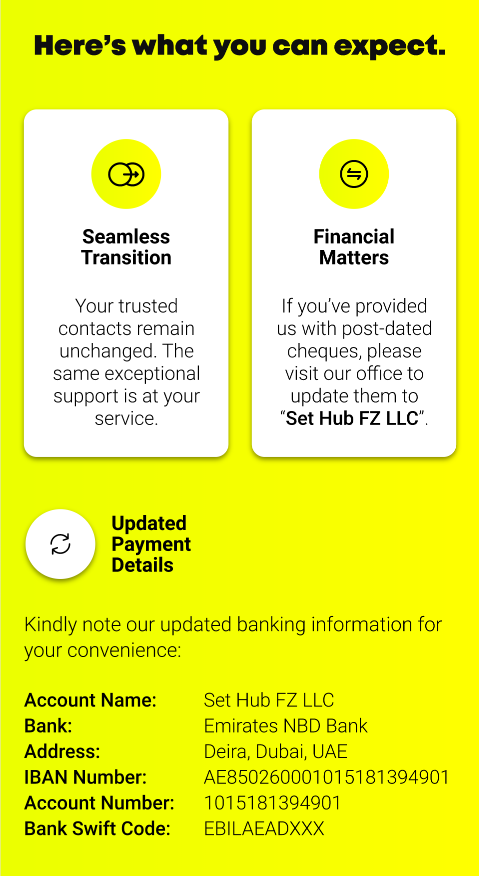 Here’s what you can expect.
Seamless
Transition
Your trusted
contacts remain
unchanged. The
same exceptional
support is at your
service.
Financial
Matters
If you’ve provided
us with post-dated
cheques, please
visit our office to
update them to
“Set Hub FZ LLC”.
Updated
Payment
Details
Kindly note our updated banking information for
your convenience:
Account Name: Set Hub FZ LLC
Bank: Emirates NBD Bank
Address: Deira, Dubai, UAE
IBAN Number: AE850260001015181394901
Account Number: 1015181394901
Bank Swift Code: EBILAEADXXX